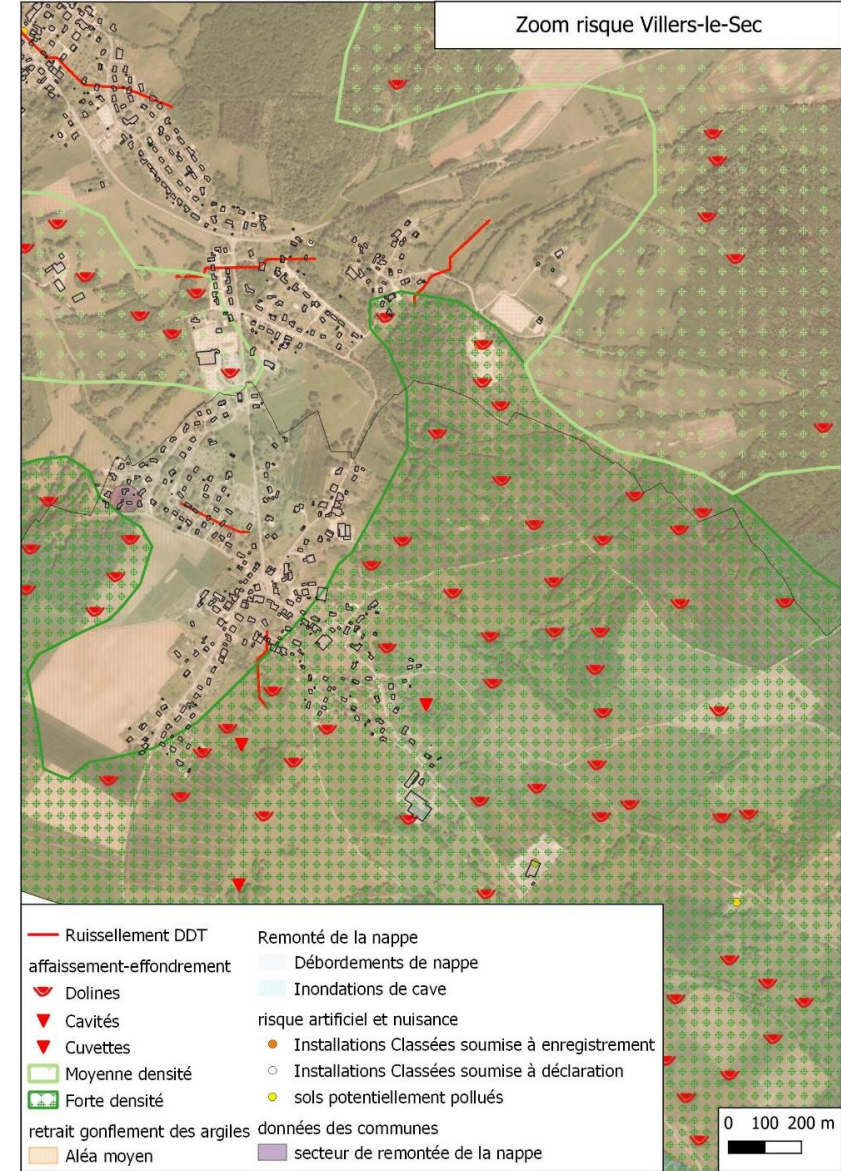 Zoom risque Villers-le-Sec
Ruissellement DDT
affaissement-effondrement
Dolines
Cavités
Cuvettes
Moyenne densité
Forte densité
retrait gonflement des argiles
Aléa moyen
Remonté de la nappe
Débordements de nappe
Inondations de cave
risque artificiel et nuisance
Installations Classées soumise à enregistrement
Installations Classées soumise à déclaration
sols potentiellement pollués
données des communes
secteur de remontée de la nappe
0 100 200 m